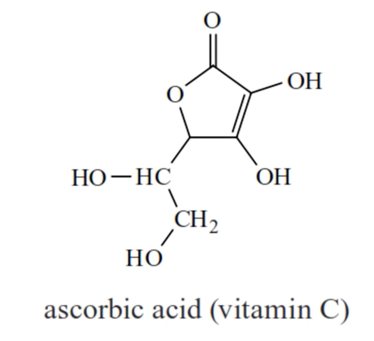 O
O
OH
HO—HC
OH
CH₂
HO
ascorbic acid (vitamin C)